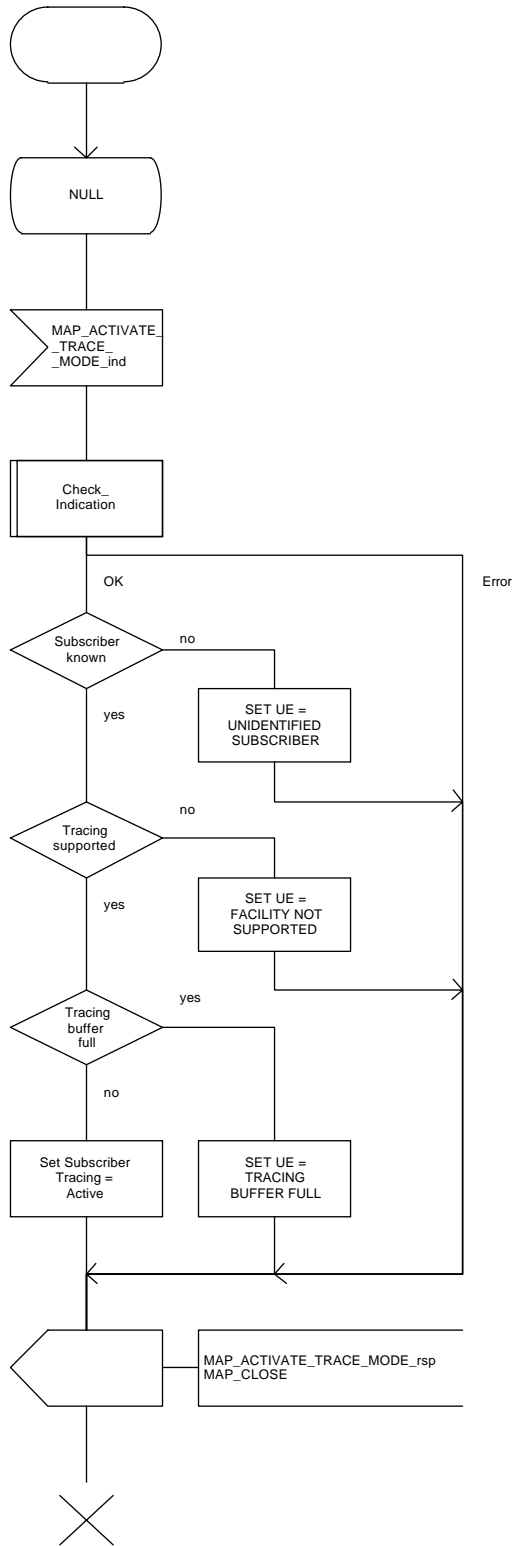 NULL
MAP_ACTIVATE_
_TRACE_
_MODE_ind
Check_
Indication
OK
Error
Subscriber
known
no
yes
SET UE =
UNIDENTIFIED
SUBSCRIBER
Tracing
supported
no
yes
SET UE =
FACILITY NOT
SUPPORTED
Tracing
buffer
full
yes
no
Set Subscriber
Tracing =
Active
SET UE =
TRACING
BUFFER FULL
MAP_ACTIVATE_TRACE_MODE_rsp
MAP_CLOSE